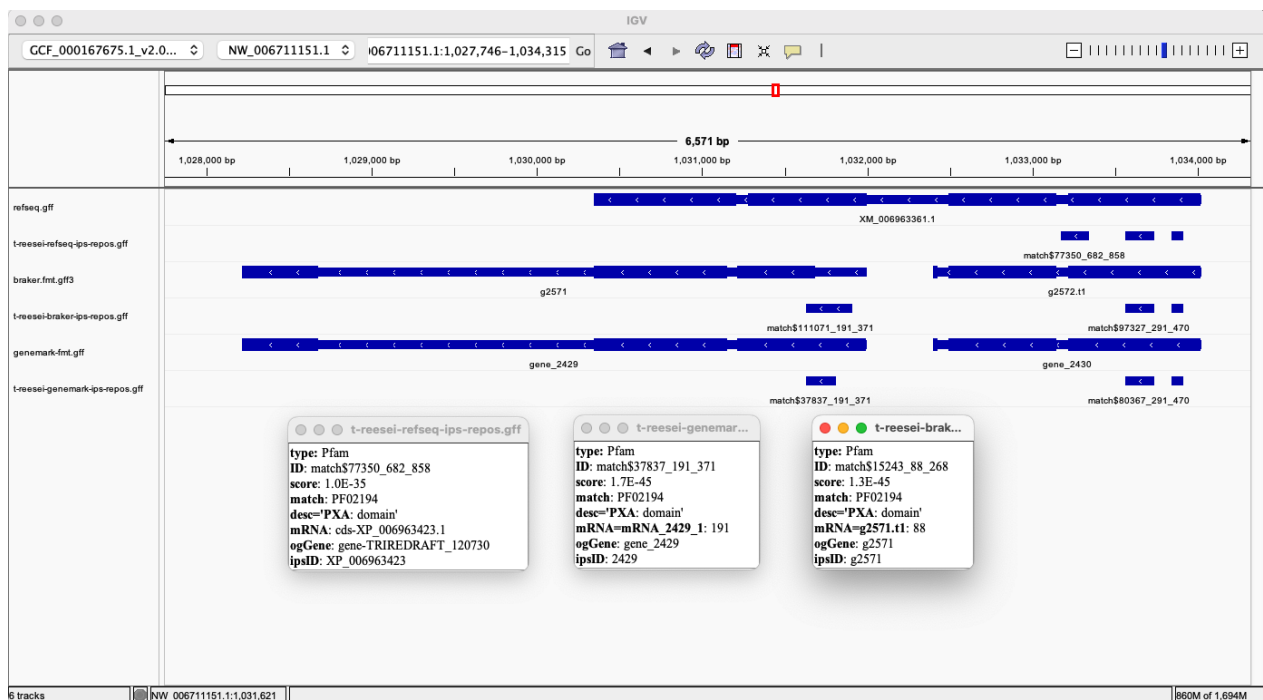 IGV
GCF_000167675.1_v2.0... NW_006711151.1 006711151.1:1,027,746-1,034,315 Go
6,571 bp
1,028,000 bp 1,029,000 bp 1,030,000 bp 1,031,000 bp 1,032,000 bp 1,033,000 bp 1,034,000 bp
refseq.gff
XM_006963361.1
t-reesei-refseq-ips-repos.gff
match$77350_682_858
braker.fmt.gff3
g2571 g2572.t1
t-reesei-braker-ips-repos.gff
match$111071_191_371 match$97327_291_470
genemark-fmt.gff
gene_2429 gene_2430
t-reesei-genemark-ips-repos.gff
match$37837_191_371 match$80367_291_470
t-reesei-refseq-ips-repos.gff
type: Pfam
ID: match$77350_682_858
score: 1.0E-35
match: PF02194
desc='PXA: domain'
mRNA: cds-XP_006963423.1
ogGene: gene-TRIREDRAFT_120730
ipsID: XP_006963423
t-reesei-genemar...
type: Pfam
ID: match$37837_191_371
score: 1.7E-45
match: PF02194
desc='PXA: domain'
mRNA=mRNA_2429_1: 191
ogGene: gene_2429
ipsID: 2429
t-reesei-brak...
type: Pfam
ID: match$15243_88_268
score: 1.3E-45
match: PF02194
desc='PXA: domain'
mRNA=g2571.t1: 88
ogGene: g2571
ipsID: g2571
6 tracks NW_006711151.1:1,031,621 860M of 1,694M